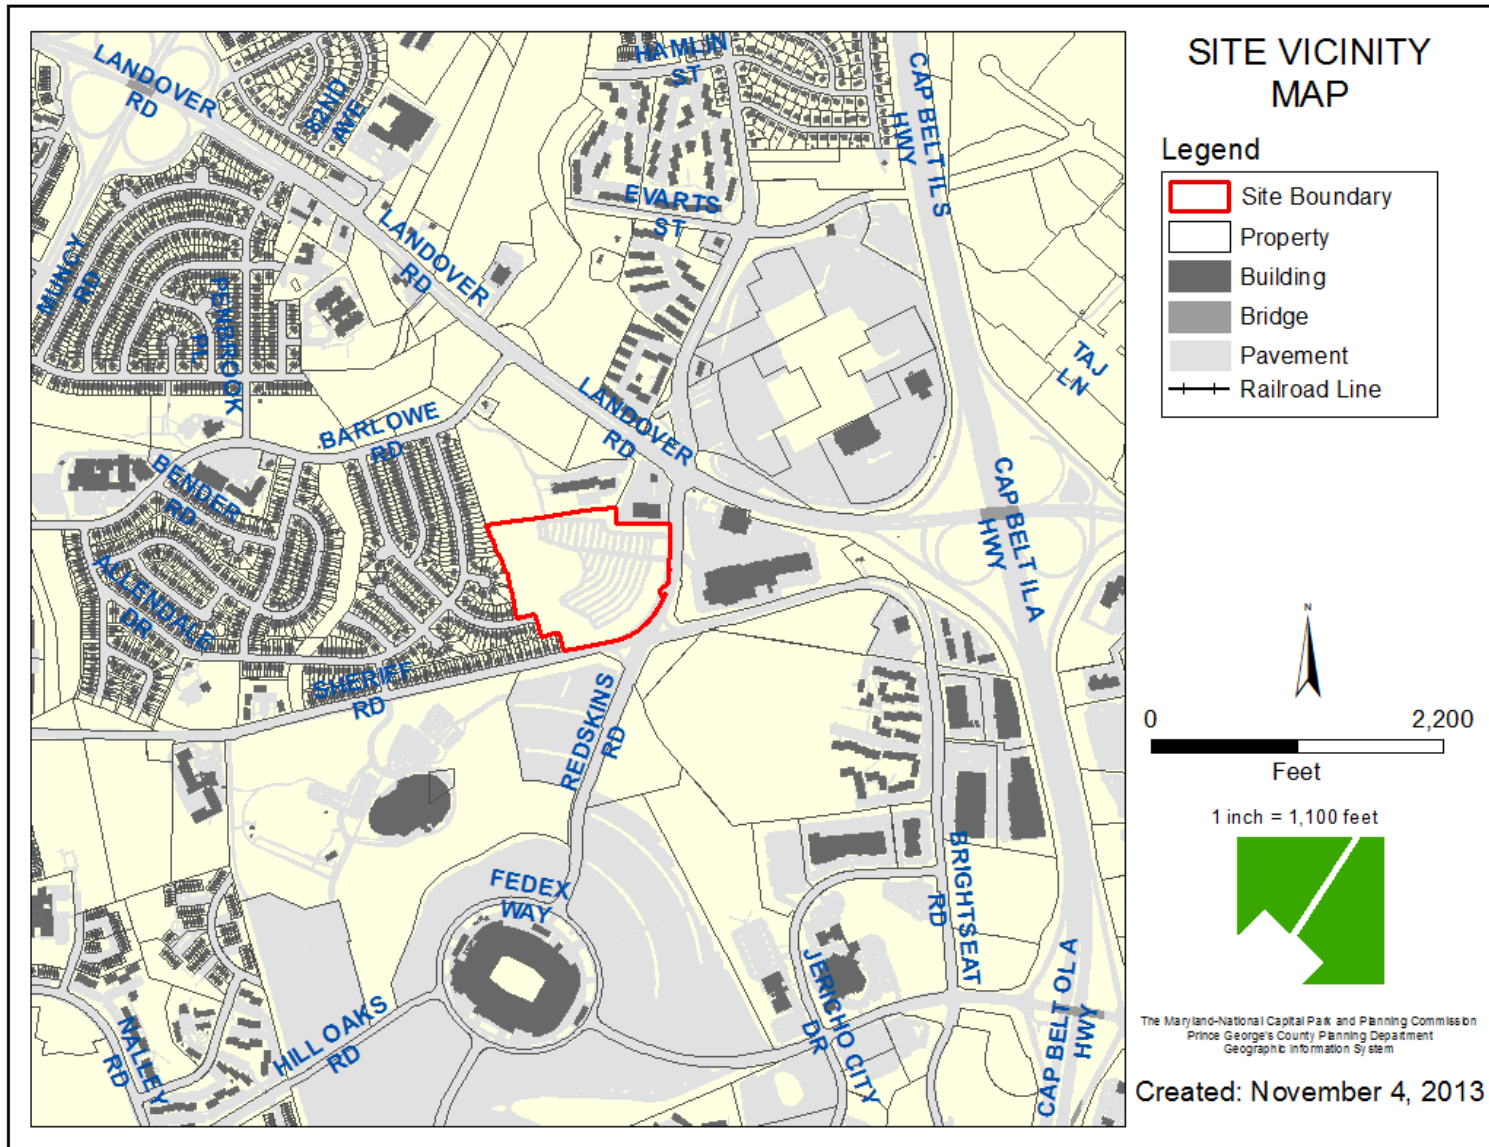 SITE VICINITY
MAP
Legend
Site Boundary
Property
Building
Bridge
Pavement
Railroad Line
N
0 2,200
Feet
1 inch = 1,100 feet
The Maryland-National Capital Park and Planning Commission
Prince George's County Planning Department
Geographic Information System
Created: November 4, 2013
LANDOVER
RD
82ND
AVE
HAMLIN
ST
CAP BELT IL S
HWY
EVARTS
ST
LANDOVER
RD
MUNCY
RD
PENBROOK
PL
TAJ
LN
LANDOVER
RD
BARLOWE
RD
BENDER
RD
CAP BELT IL A
HWY
ALLENDALE
DR
SHERIFF
RD
REDSKINS
RD
FEDEX
WAY
BRIGHTSEAT
RD
JERICHO CITY
DR
HILL OAKS
RD
NALLEY
RD
CAP BELT OL A
HWY